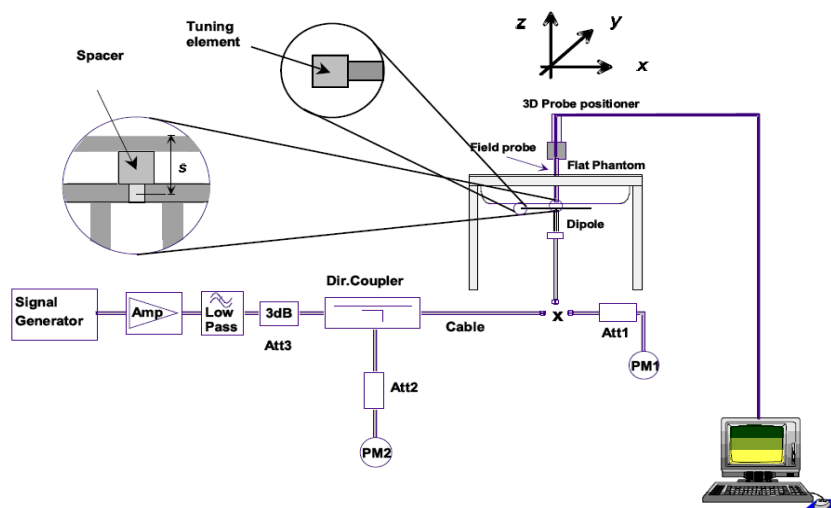 Tuning
element
Spacer
z
y
x
3D Probe positioner
Field probe
Flat Phantom
s
Dipole
Dir.Coupler
Signal
Generator
Amp
Low
Pass
3dB
Att3
Cable
x
Att1
PM1
Att2
PM2